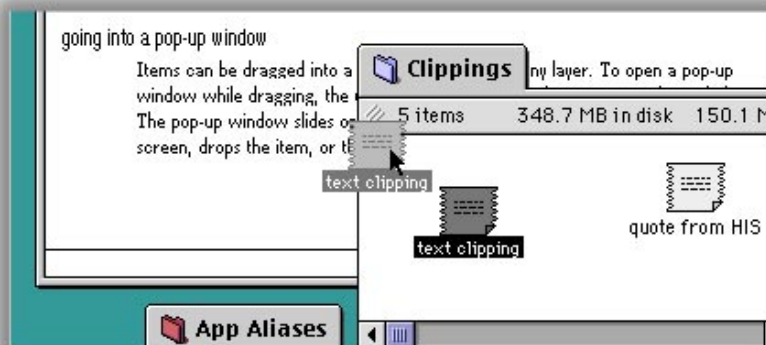 going into a pop-up window
Items can be dragged into a
window while dragging, the
The pop-up window slides
screen, drops the item, or
ny layer. To open a pop-up
Clippings
5 items 348.7 MB in disk 150.1
text clipping
text clipping
quote from HIS
App Aliases